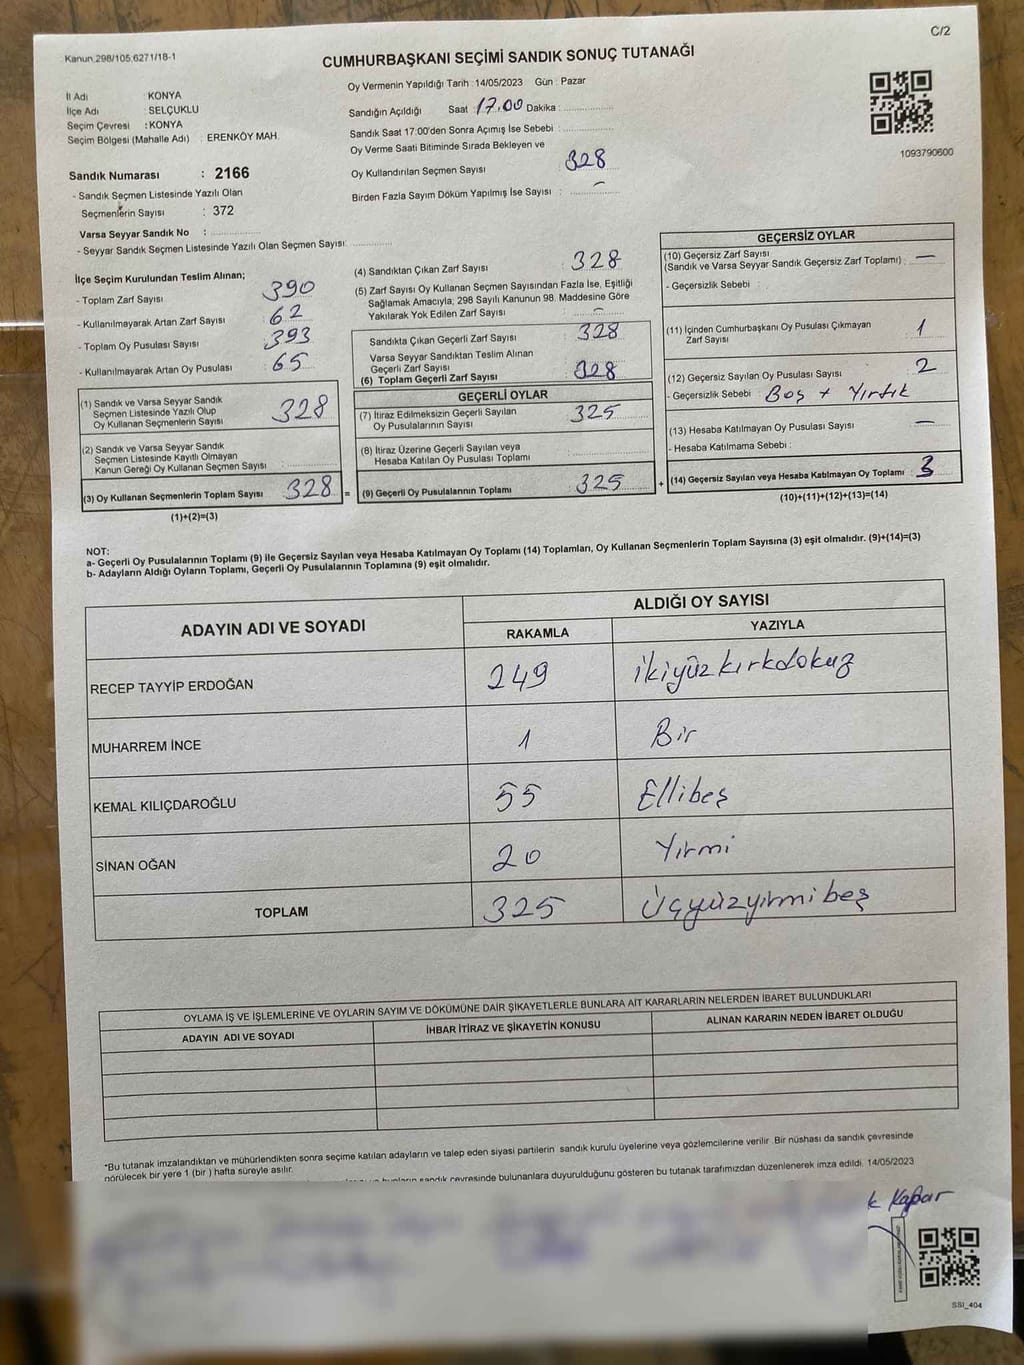 Kanun.298/105,6271/18-1
C/2
CUMHURBAŞKANI SEÇİMİ SANDIK SONUÇ TUTANAĞI
İl Adı KONYA
İlçe Adı : SELÇUKLU
Seçim Çevresi : KONYA
Seçim Bölgesi (Mahalle Adı) : ERENKÖY MAH.
Sandık Numarası : 2166
- Sandık Seçmen Listesinde Yazılı Olan
Seçmenlerin Sayısı : 372
Varsa Seyyar Sandık No :
- Seyyar Sandık Seçmen Listesinde Yazılı Olan Seçmen Sayısı:
Oy Vermenin Yapıldığı Tarih : 14/05/2023 Gün : Pazar
Sandığın Açıldığı Saat : 17.00 Dakika :
Sandık Saat 17:00'den Sonra Açımış İse Sebebi :
Oy Verme Saati Bitiminde Sırada Bekleyen ve
Oy Kullandırılan Seçmen Sayısı 328
Birden Fazla Sayım Döküm Yapılmış İse Sayısı : –
1093790600
İlçe Seçim Kurulundan Teslim Alınan;
- Toplam Zarf Sayısı 390
- Kullanılmayarak Artan Zarf Sayısı 62
- Toplam Oy Pusulası Sayısı 393
- Kullanılmayarak Artan Oy Pusulası 65
(1) Sandık ve Varsa Seyyar Sandık
Seçmen Listesinde Yazılı Olup
Oy Kullanan Seçmenlerin Sayısı 328
(2) Sandık ve Varsa Seyyar Sandık
Seçmen Listesinde Kayıtlı Olmayan
Kanun Gereği Oy Kullanan Seçmen Sayısı
(3) Oy Kullanan Seçmenlerin Toplam Sayısı 328 =
(1)+(2)=(3)
(4) Sandıktan Çıkan Zarf Sayısı 328
(5) Zarf Sayısı Oy Kullanan Seçmen Sayısından Fazla İse, Eşitliği
Sağlamak Amacıyla, 298 Sayılı Kanunun 98. Maddesine Göre
Yakılarak Yok Edilen Zarf Sayısı –
Sandıkta Çıkan Geçerli Zarf Sayısı 328
Varsa Seyyar Sandıktan Teslim Alınan
Geçerli Zarf Sayısı
(6) Toplam Geçerli Zarf Sayısı 328
GEÇERLİ OYLAR
(7) İtiraz Edilmeksizin Geçerli Sayılan
Oy Pusulalarının Sayısı 325
(8) İtiraz Üzerine Geçerli Sayılan veya
Hesaba Katılan Oy Pusulası Toplamı
(9) Geçerli Oy Pusulalarının Toplamı 325 +
GEÇERSİZ OYLAR
(10) Geçersiz Zarf Sayısı
(Sandık ve Varsa Seyyar Sandık Geçersiz Zarf Toplamı) : –
- Geçersizlik Sebebi :
(11) İçinden Cumhurbaşkanı Oy Pusulası Çıkmayan
Zarf Sayısı 1
(12) Geçersiz Sayılan Oy Pusulası Sayısı 2
- Geçersizlik Sebebi : Boş + Yırtık
(13) Hesaba Katılmayan Oy Pusulası Sayısı –
- Hesaba Katılmama Sebebi :
(14) Geçersiz Sayılan veya Hesaba Katılmayan Oy Toplamı 3
(10)+(11)+(12)+(13)=(14)
NOT:
a- Geçerli Oy Pusulalarının Toplamı (9) ile Geçersiz Sayılan veya Hesaba Katılmayan Oy Toplamı (14) Toplamları, Oy Kullanan Seçmenlerin Toplam Sayısına (3) eşit olmalıdır. (9)+(14)=(3)
b- Adayların Aldığı Oyların Toplamı, Geçerli Oy Pusulalarının Toplamına (9) eşit olmalıdır.
ADAYIN ADI VE SOYADI ALDIĞI OY SAYISI
RAKAMLA YAZIYLA
RECEP TAYYİP ERDOĞAN 249 ikiyüzkırkdokuz
MUHARREM İNCE 1 Bir
KEMAL KILIÇDAROĞLU 55 Ellibeş
SİNAN OĞAN 20 Yirmi
TOPLAM 325 Üçyüzyirmibeş
OYLAMA İŞ VE İŞLEMLERİNE VE OYLARIN SAYIM VE DÖKÜMÜNE DAİR ŞİKAYETLERLE BUNLARA AİT KARARLARIN NELERDEN İBARET BULUNDUKLARI
ADAYIN ADI VE SOYADI İHBAR İTİRAZ VE ŞİKAYETİN KONUSU ALINAN KARARIN NEDEN İBARET OLDUĞU
*Bu tutanak imzalandıktan ve mühürlendikten sonra seçime katılan adayların ve talep eden siyasi partilerin sandık kurulu üyelerine veya gözlemcilerine verilir. Bir nüshası da sandık çevresinde
görülecek bir yere 1 (bir ) hafta süreyle asılır.
sandık çevresinde bulunanlara duyurulduğunu gösteren bu tutanak tarafımızdan düzenlenerek imza edildi. 14/05/2023
k Kapar
SSI_404